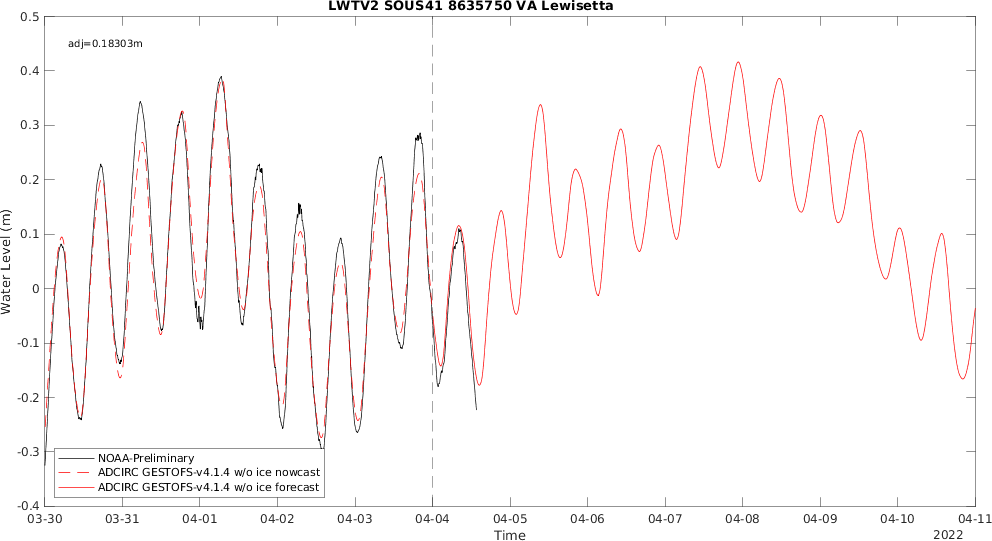 LWTV2 SOUS41 8635750 VA Lewisetta
adj=0.18303m
0.5
0.4
0.3
0.2
0.1
0
-0.1
-0.2
-0.3
-0.4
Water Level (m)
NOAA-Preliminary
ADCIRC GESTOFS-v4.1.4 w/o ice nowcast
ADCIRC GESTOFS-v4.1.4 w/o ice forecast
03-30 03-31 04-01 04-02 04-03 04-04 04-05 04-06 04-07 04-08 04-09 04-10 04-11
Time
2022